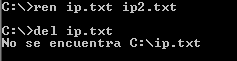 C:\>ren ip.txt ip2.txt
C:\>del ip.txt
No se encuentra C:\ip.txt